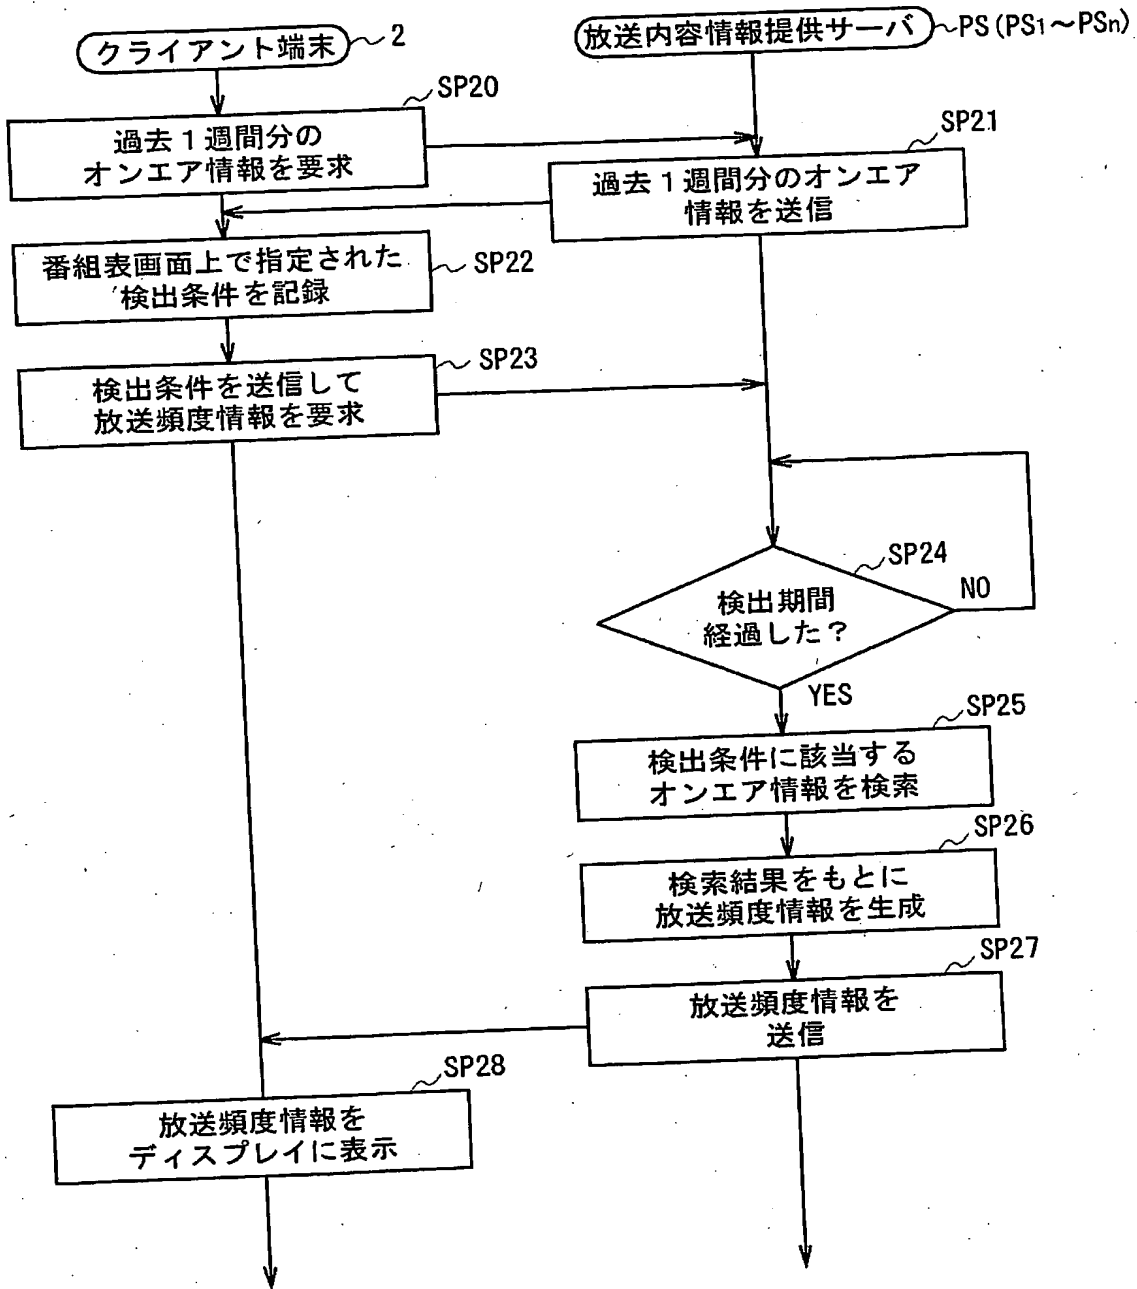 クライアント端末
2
放送内容情報提供サーバ
PS(PS1～PSn)
SP20
過去1週間分の
オンエア情報を要求
SP21
過去1週間分のオンエア
情報を送信
SP22
番組表画面上で指定された
検出条件を記録
SP23
検出条件を送信して
放送頻度情報を要求
SP24
検出期間
経過した？
NO
YES
SP25
検出条件に該当する
オンエア情報を検索
SP26
検索結果をもとに
放送頻度情報を生成
SP27
放送頻度情報を
送信
SP28
放送頻度情報を
ディスプレイに表示